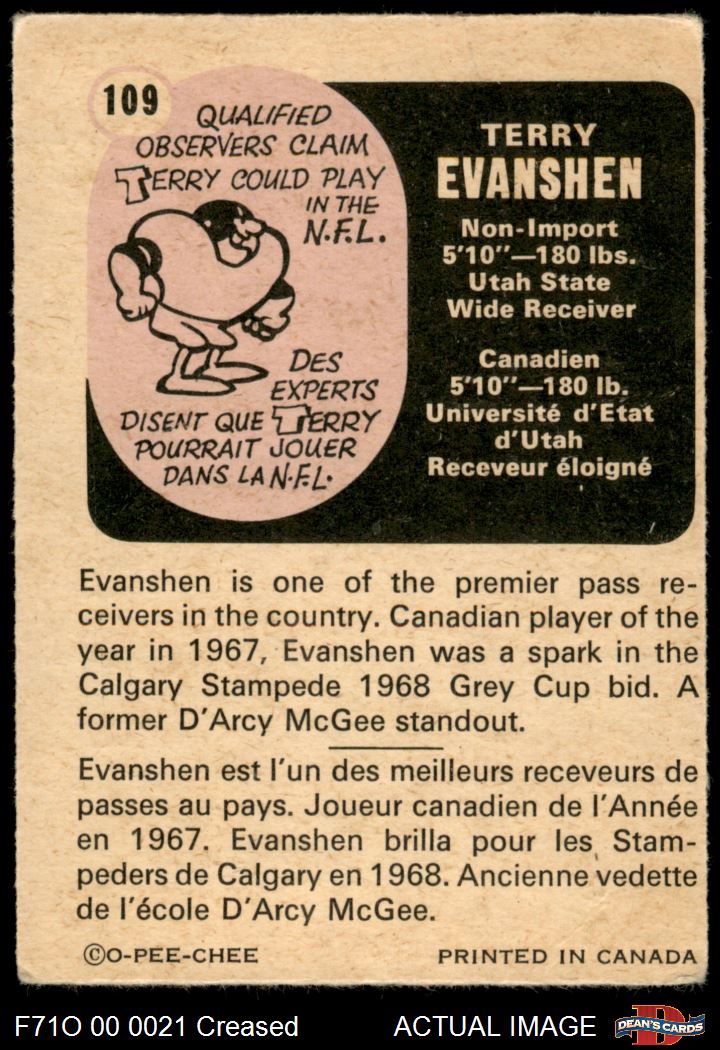 109
QUALIFIED
OBSERVERS CLAIM
TERRY COULD PLAY
IN THE
N.F.L.
DES
EXPERTS
DISENT QUE TERRY
POURRAIT JOUER
DANS LA N.F.L.
TERRY
EVANSHEN
Non-Import
5'10"—180 lbs.
Utah State
Wide Receiver
Canadien
5'10"—180 lb.
Université d'Etat
d'Utah
Receveur éloigné
Evanshen is one of the premier pass re-
ceivers in the country. Canadian player of the
year in 1967, Evanshen was a spark in the
Calgary Stampede 1968 Grey Cup bid. A
former D'Arcy McGee standout.
Evanshen est l'un des meilleurs receveurs de
passes au pays. Joueur canadien de l'Année
en 1967. Evanshen brilla pour les Stam-
peders de Calgary en 1968. Ancienne vedette
de l'école D'Arcy McGee.
©O-PEE-CHEE
PRINTED IN CANADA
F71O 00 0021 Creased
ACTUAL IMAGE
D
DEAN'S CARDS